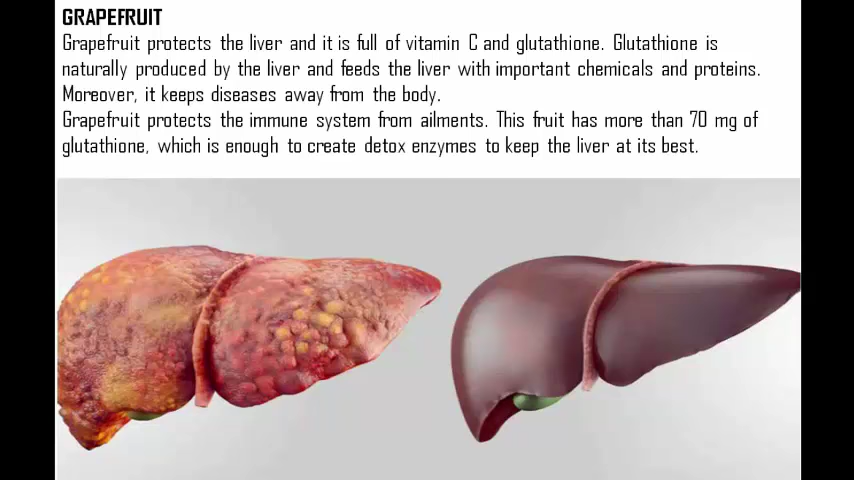 GRAPEFRUIT
Grapefruit protects the liver and it is full of vitamin C and glutathione. Glutathione is
naturally produced by the liver and feeds the liver with important chemicals and proteins.
Moreover, it keeps diseases away from the body.
Grapefruit protects the immune system from ailments. This fruit has more than 70 mg of
glutathione, which is enough to create detox enzymes to keep the liver at its best.